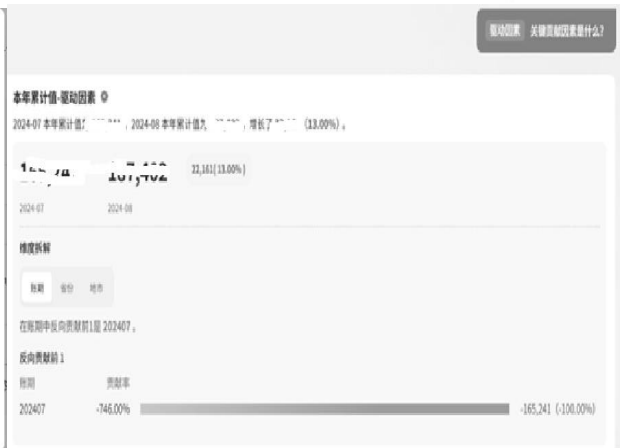 驱动因素 关键贡献因素是什么?
本年累计值-驱动因素
2024-07 本年累计值 , 2024-08 本年累计值为 , 增长了 (13.00%) 。
187,402 22,161(13.00%)
2024-07 2024-08
维度拆解
账期 省份 地市
在账期中反向贡献前1是 202407 。
反向贡献前 1
账期 贡献率
202407 -746.00% -165,241 (-100.00%)